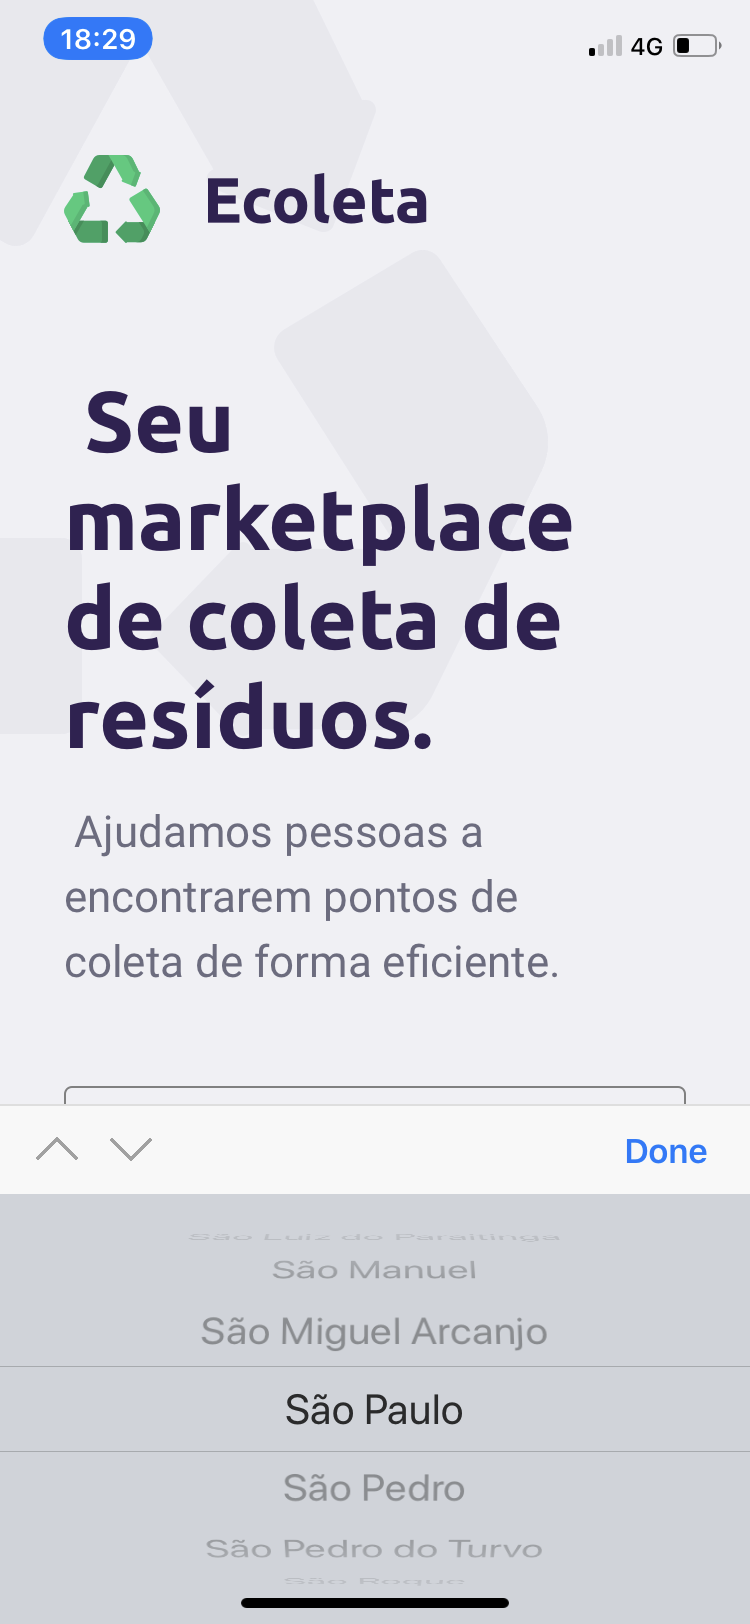 18:29
4G
Ecoleta
Seu
marketplace
de coleta de
resíduos.
Ajudamos pessoas a
encontrarem pontos de
coleta de forma eficiente.
Done
São Luiz do Paraitinga
São Manuel
São Miguel Arcanjo
São Paulo
São Pedro
São Pedro do Turvo
São Roque